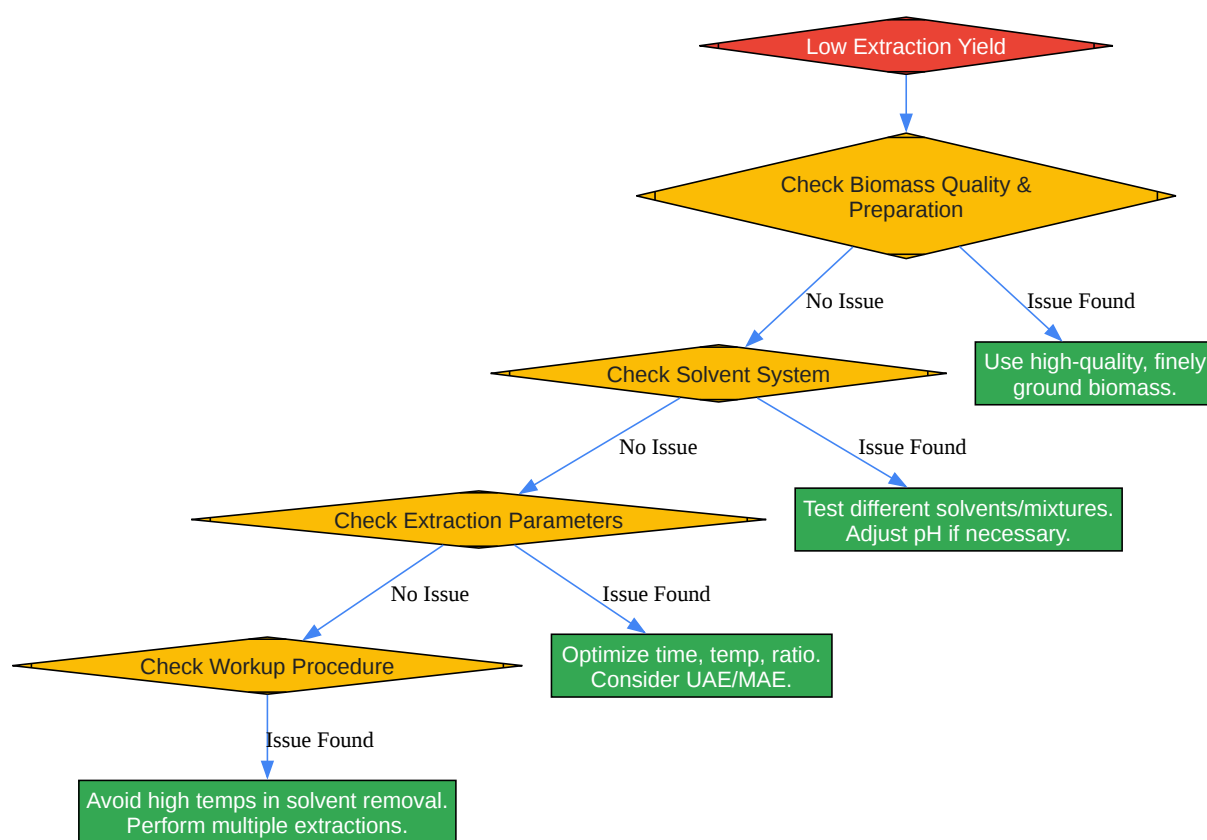 Low Extraction Yield
Check Biomass Quality &
Preparation
No Issue
Issue Found
Use high-quality, finely
ground biomass.
Check Solvent System
No Issue
Issue Found
Test different solvents/mixtures.
Adjust pH if necessary.
Check Extraction Parameters
No Issue
Issue Found
Optimize time, temp, ratio.
Consider UAE/MAE.
Check Workup Procedure
Issue Found
Avoid high temps in solvent removal.
Perform multiple extractions.